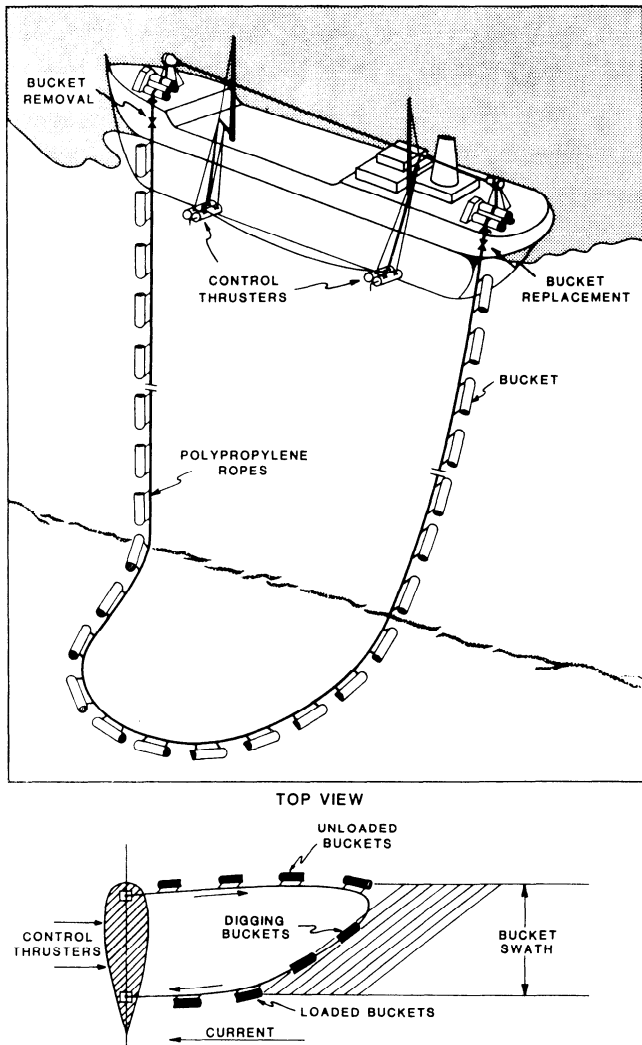 BUCKET
REMOVAL
CONTROL
THRUSTERS
BUCKET
REPLACEMENT
BUCKET
POLYPROPYLENE
ROPES
TOP VIEW
UNLOADED
BUCKETS
DIGGING
BUCKETS
CONTROL
THRUSTERS
BUCKET
SWATH
LOADED BUCKETS
CURRENT